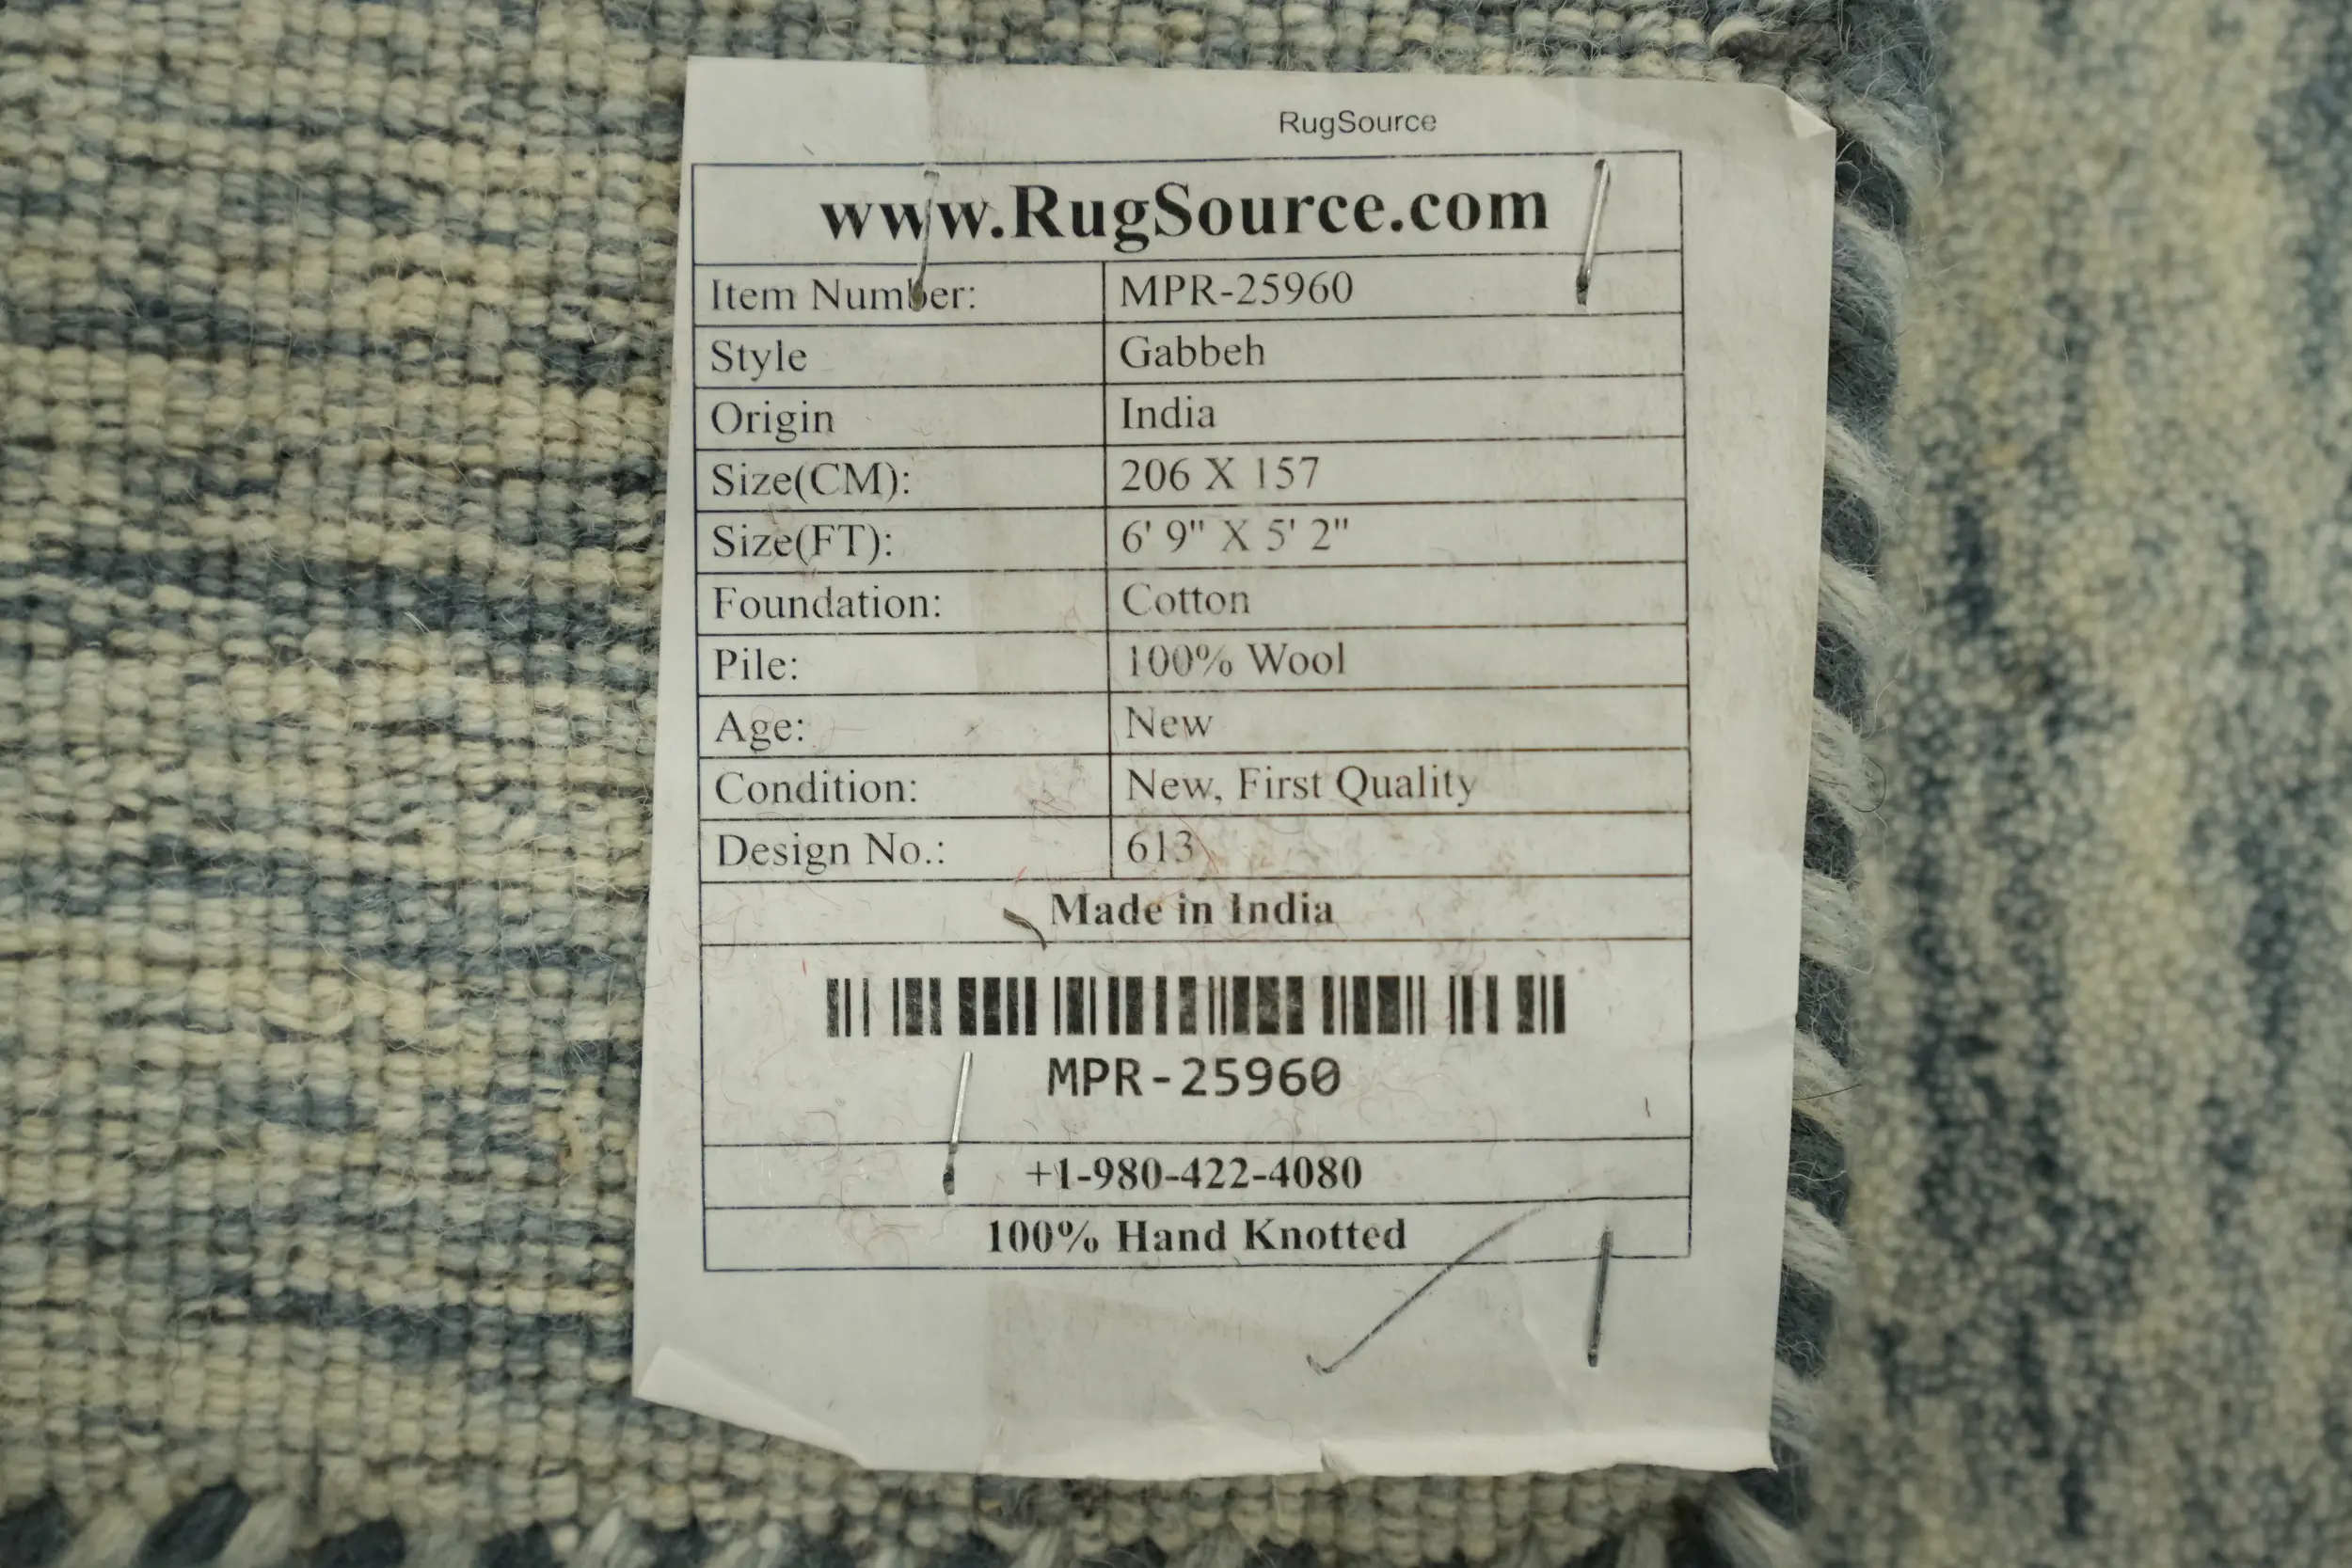 RugSource
www.RugSource.com
Item Number: MPR-25960
Style Gabbeh
Origin India
Size(CM): 206 X 157
Size(FT): 6' 9" X 5' 2"
Foundation: Cotton
Pile: 100% Wool
Age: New
Condition: New, First Quality
Design No.: 613
Made in India
MPR-25960
+1-980-422-4080
100% Hand Knotted